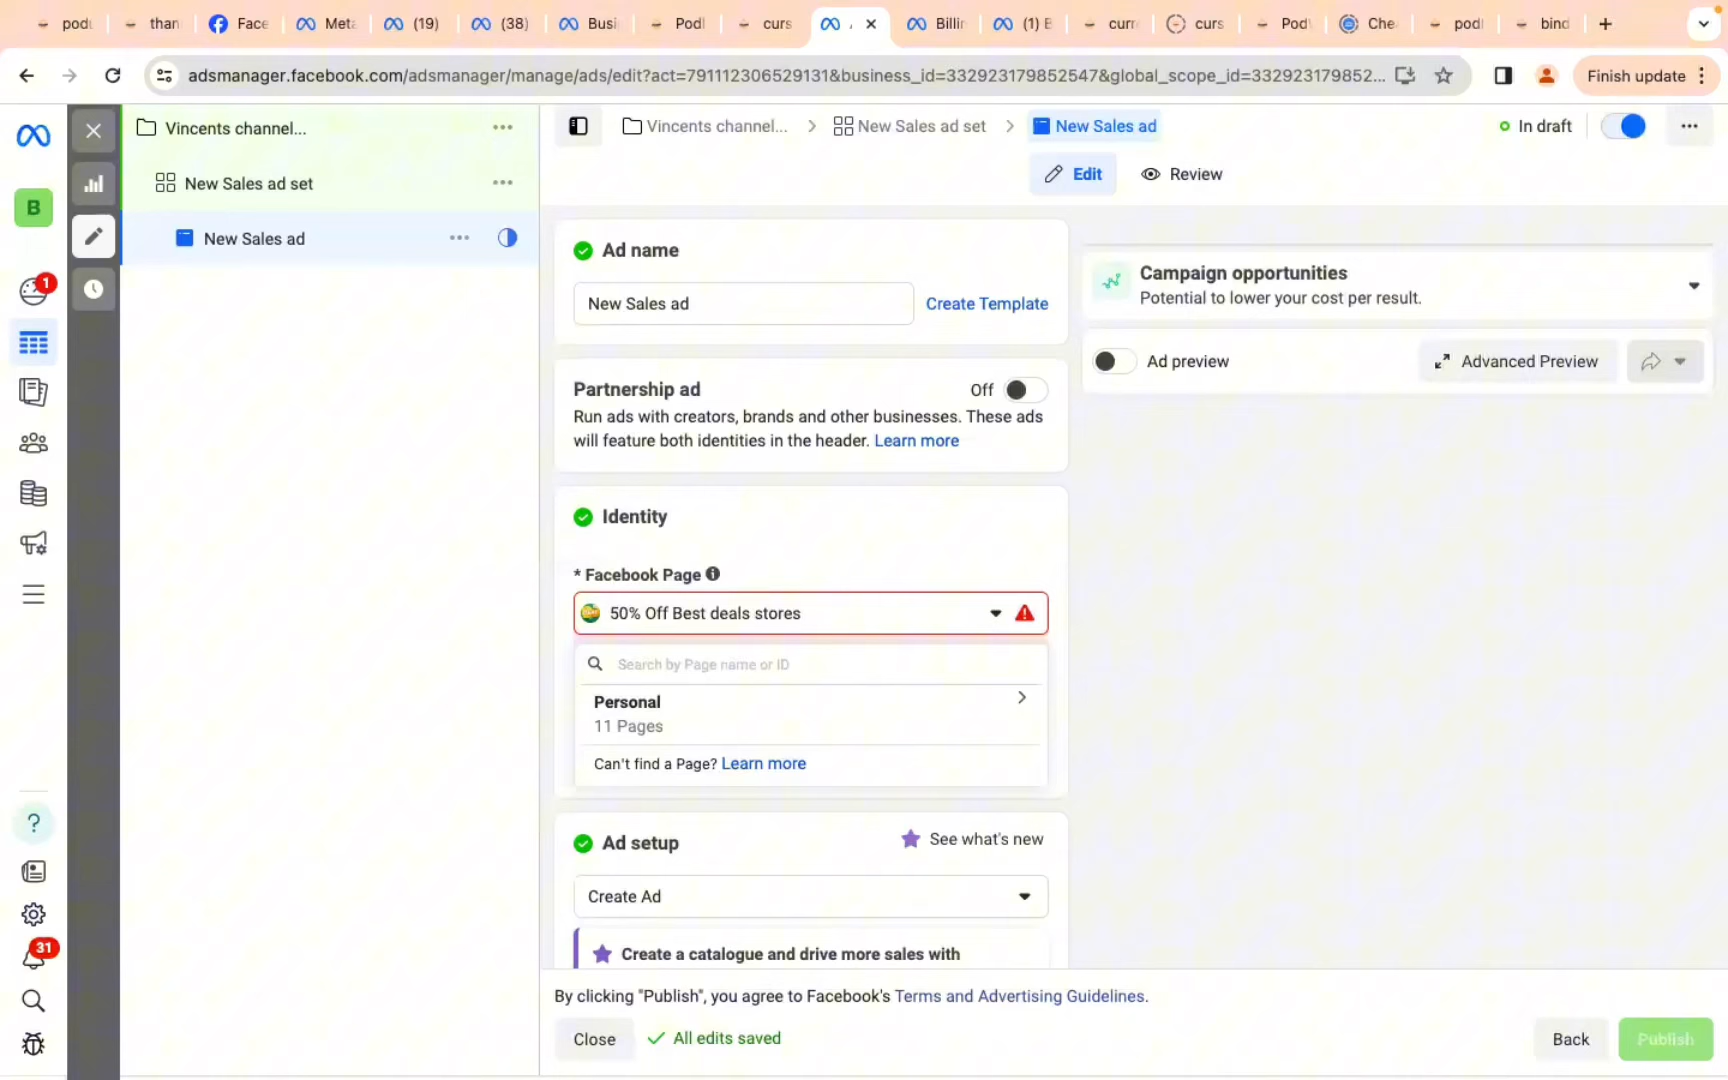 podu
than
Face
Meta
(19)
(38)
Busi
Podl
curs
Billin
(1) B
curr
curs
Pod
Che
podl
bind
adsmanager.facebook.com/adsmanager/manage/ads/edit?act=791112306529131&business_id=332923179852547&global_scope_id=332923179852...
Finish update
Vincents channel...
New Sales ad set
New Sales ad
B
1
31
?
Vincents channel...
New Sales ad set
New Sales ad
In draft
Edit
Review
Ad name
New Sales ad
Create Template
Partnership ad
Off
Run ads with creators, brands and other businesses. These ads
will feature both identities in the header. Learn more
Identity
* Facebook Page
50% Off Best deals stores
Search by Page name or ID
Personal
11 Pages
Can't find a Page? Learn more
Ad setup
See what's new
Create Ad
Create a catalogue and drive more sales with
Campaign opportunities
Potential to lower your cost per result.
Ad preview
Advanced Preview
By clicking "Publish", you agree to Facebook's Terms and Advertising Guidelines.
Close
All edits saved
Back
Publish